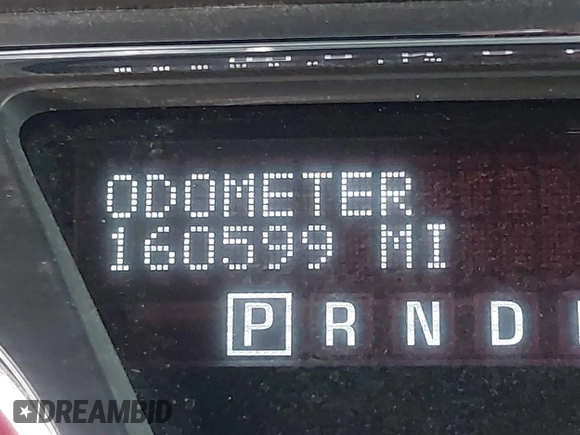 ODOMETER
160599 MI
P R N D
DREAMBID